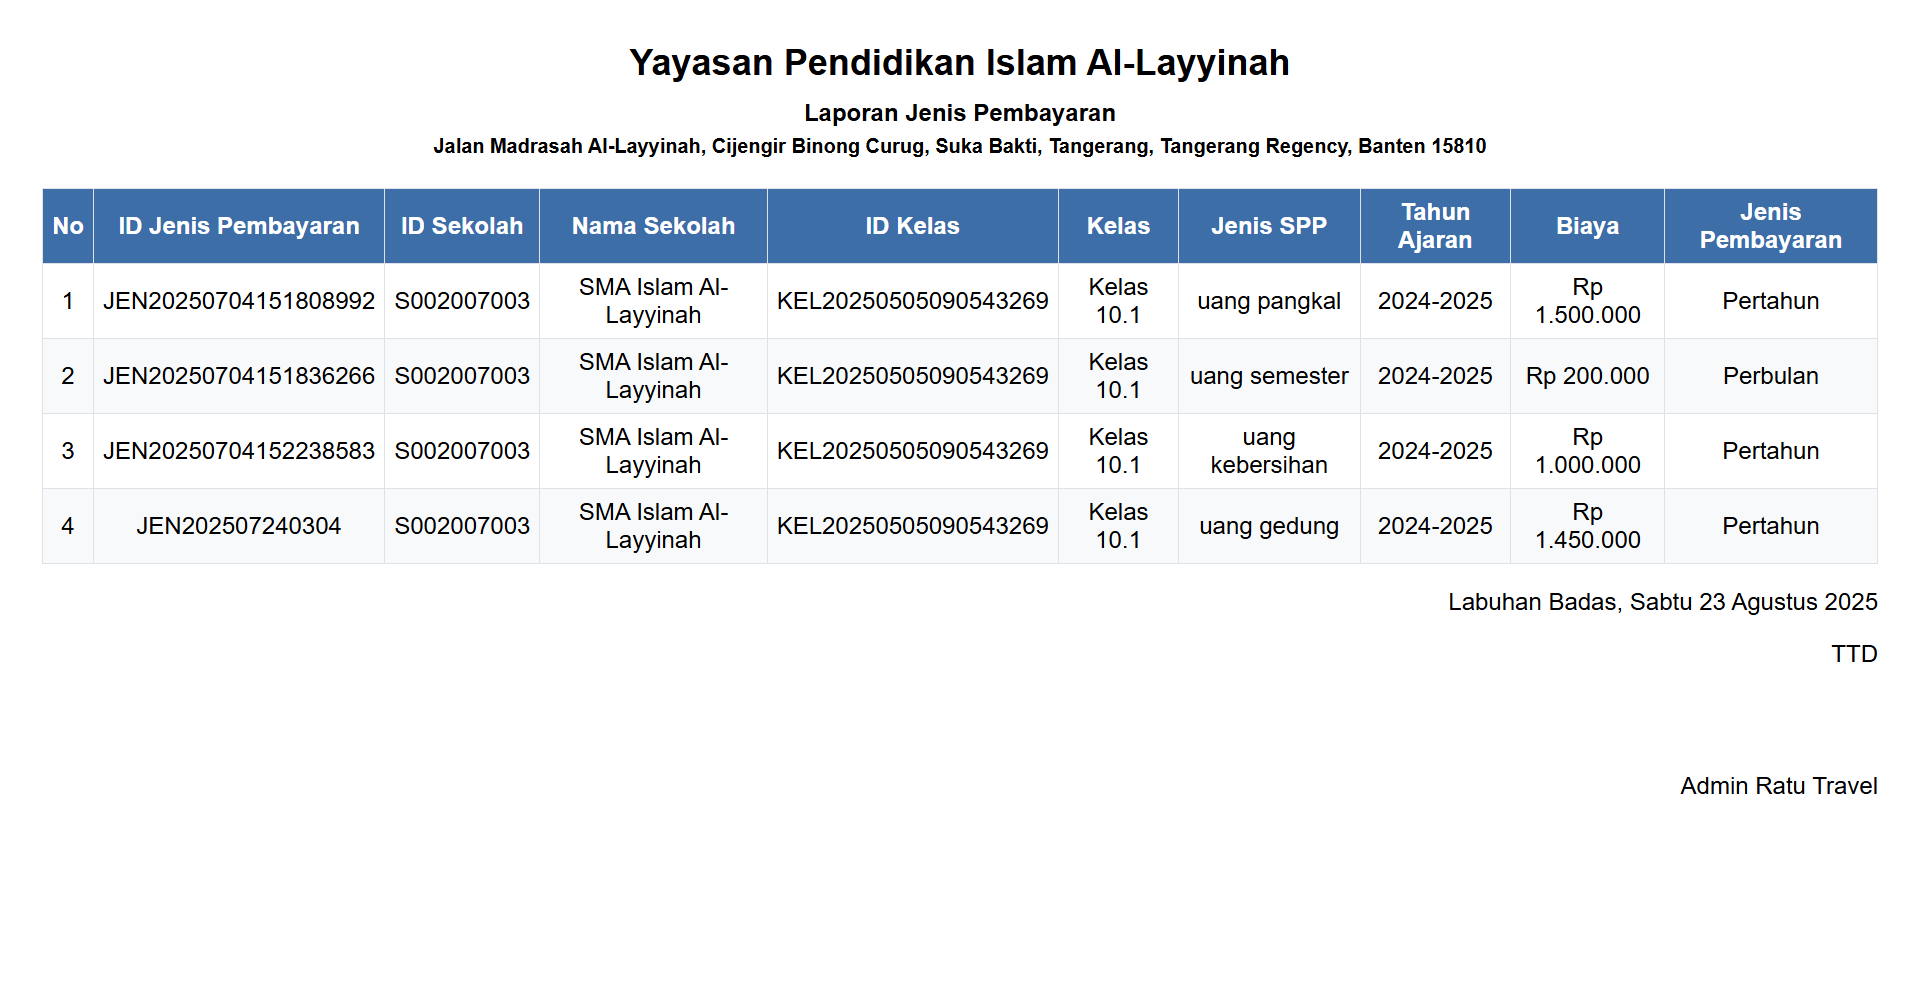 Yayasan Pendidikan Islam Al-Layyinah
Laporan Jenis Pembayaran
Jalan Madrasah Al-Layyinah, Cijengir Binong Curug, Suka Bakti, Tangerang, Tangerang Regency, Banten 15810
No ID Jenis Pembayaran ID Sekolah Nama Sekolah ID Kelas Kelas Jenis SPP Tahun Ajaran Biaya Jenis Pembayaran
1 JEN20250704151808992 S002007003 SMA Islam Al-Layyinah KEL20250505090543269 Kelas 10.1 uang pangkal 2024-2025 Rp 1.500.000 Pertahun
2 JEN20250704151836266 S002007003 SMA Islam Al-Layyinah KEL20250505090543269 Kelas 10.1 uang semester 2024-2025 Rp 200.000 Perbulan
3 JEN20250704152238583 S002007003 SMA Islam Al-Layyinah KEL20250505090543269 Kelas 10.1 uang kebersihan 2024-2025 Rp 1.000.000 Pertahun
4 JEN202507240304 S002007003 SMA Islam Al-Layyinah KEL20250505090543269 Kelas 10.1 uang gedung 2024-2025 Rp 1.450.000 Pertahun
Labuhan Badas, Sabtu 23 Agustus 2025
TTD
Admin Ratu Travel